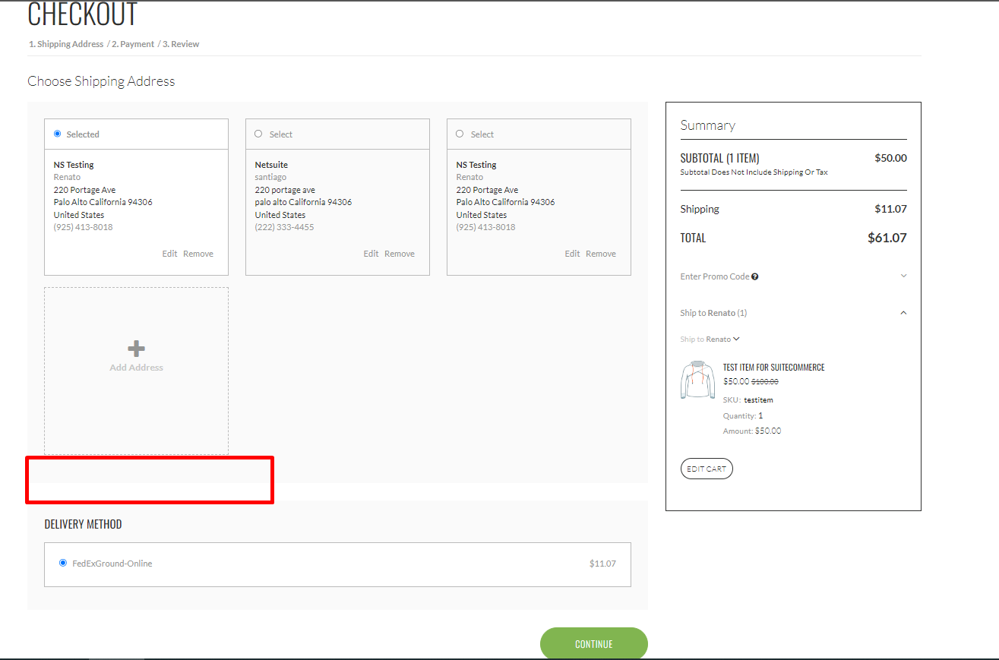 CHECKOUT
1. Shipping Address / 2. Payment / 3. Review
Choose Shipping Address
Selected
NS Testing
Renato
220 Portage Ave
Palo Alto California 94306
United States
(925) 413-8018
Edit Remove
Select
Netsuite
santiago
220 portage ave
palo alto California 94306
United States
(222) 333-4455
Edit Remove
Select
NS Testing
Renato
220 Portage Ave
Palo Alto California 94306
United States
(925) 413-8018
Edit Remove
Add Address
DELIVERY METHOD
FedExGround-Online $11.07
CONTINUE
Summary
SUBTOTAL (1 ITEM) $50.00
Subtotal Does Not Include Shipping Or Tax
Shipping $11.07
TOTAL $61.07
Enter Promo Code ?
Ship to Renato (1)
Ship to Renato
TEST ITEM FOR SUITECOMMERCE
$50.00 $100.00
SKU: testitem
Quantity: 1
Amount: $50.00
EDIT CART